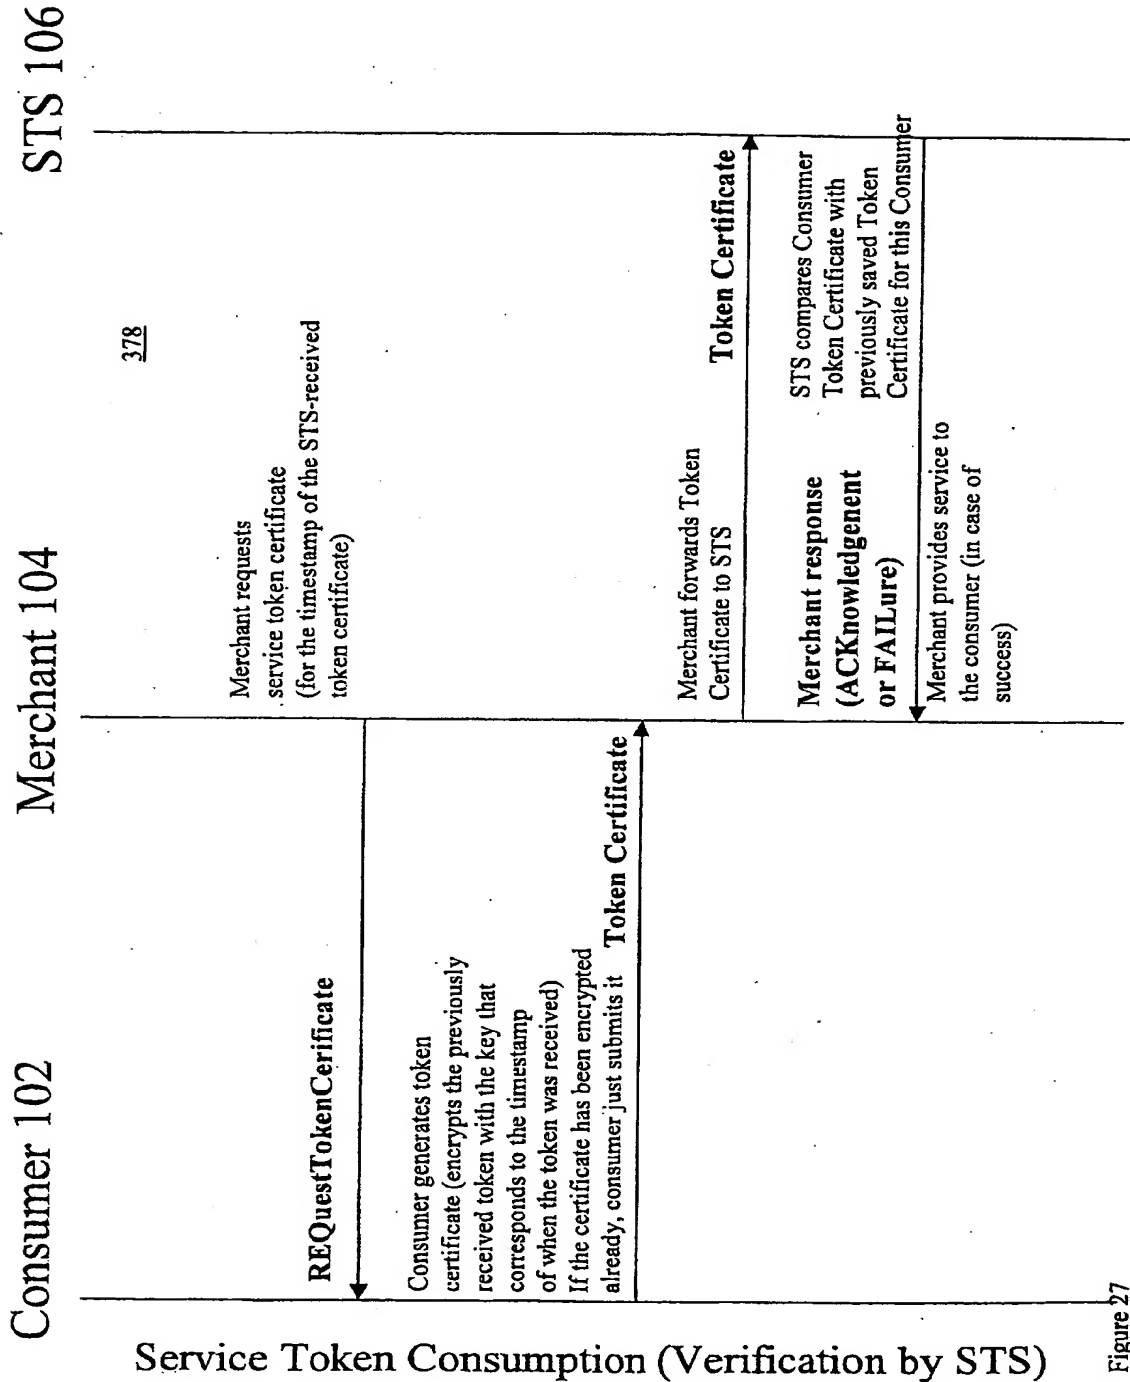 Consumer 102
Merchant 104
STS 106
378
Merchant requests
service token certificate
(for the timestamp of the STS-received
token certificate)
REQuestTokenCerificate
Consumer generates token
certificate (encrypts the previously
received token with the key that
corresponds to the timestamp
of when the token was received)
If the certificate has been encrypted
already, consumer just submits it
Token Certificate
Merchant forwards Token
Certificate to STS
Token Certificate
STS compares Consumer
Token Certificate with
previously saved Token
Certificate for this Consumer
Merchant response
(ACKnowledgenent
or FAILure)
Merchant provides service to
the consumer (in case of
success)
Service Token Consumption (Verification by STS)
Figure 27